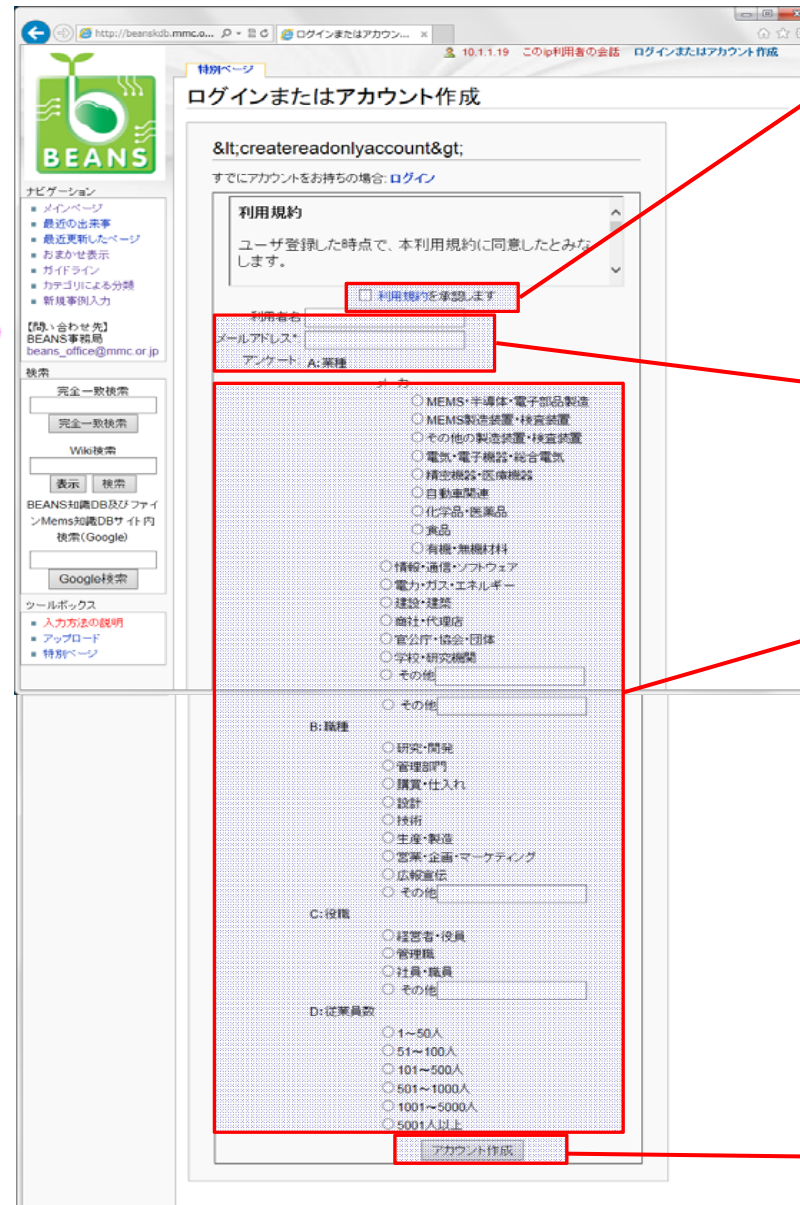 http://beanskdb.mmc.o...
ログインまたはアカウン...
10.1.1.19 このip利用者の会話 ログインまたはアカウント作成
特別ページ
ログインまたはアカウント作成
BEANS
ナビゲーション
メインページ
最近の出来事
最近更新したページ
おまかせ表示
ガイドライン
カテゴリによる分類
新規事例入力
【問い合わせ先】
BEANS事務局
beans_office@mmc.or.jp
検索
完全一致検索
完全一致検索
Wiki検索
表示 検索
BEANS知識DB及びファイ
ンMems知識DBサイト内
検索(Google)
Google検索
ツールボックス
入力方法の説明
アップロード
特別ページ
&lt;createreadonlyaccount&gt;
すでにアカウントをお持ちの場合: ログイン
利用規約
ユーザ登録した時点で、本利用規約に同意したとみな
します。
利用規約を承認します
利用者名
メールアドレス*
アンケート A:業種
メーカ
MEMS・半導体・電子部品製造
MEMS製造装置・検査装置
その他の製造装置・検査装置
電気・電子機器・総合電気
精密機器・医療機器
自動車関連
化学品・医薬品
食品
有機・無機材料
情報・通信・ソフトウェア
電力・ガス・エネルギー
建設・建築
商社・代理店
官公庁・協会・団体
学校・研究機関
その他
その他
B:職種
研究・開発
管理部門
購買・仕入れ
設計
技術
生産・製造
営業・企画・マーケティング
広報宣伝
その他
C:役職
経営者・役員
管理職
社員・職員
その他
D:従業員数
1～50人
51～100人
101～500人
501～1000人
1001～5000人
5001人以上
アカウント作成